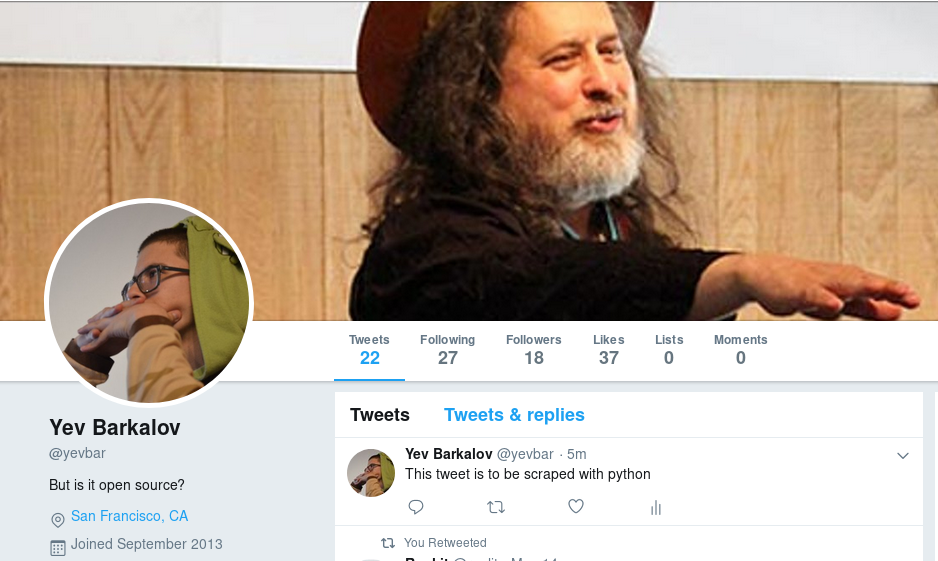 Tweets Following Followers Likes Lists Moments
22 27 18 37 0 0
Yev Barkalov
@yevbar
But is it open source?
San Francisco, CA
Joined September 2013
Tweets Tweets & replies
Yev Barkalov @yevbar · 5m
This tweet is to be scraped with python
You Retweeted